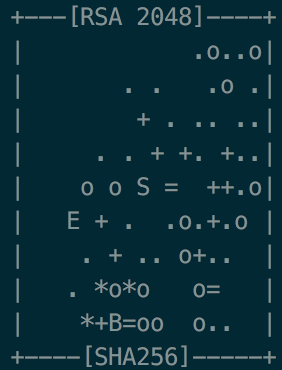 +---[RSA 2048]----+
|            .o..o|
|       . .   .o .|
|        + . .. ..|
|     . . + +. +..|
|    o o S =  ++.o|
|   E + .  .o.+.o |
|    . + .. o+..  |
|   . *o*o   o=   |
|    *+B=oo  o..  |
+----[SHA256]-----+